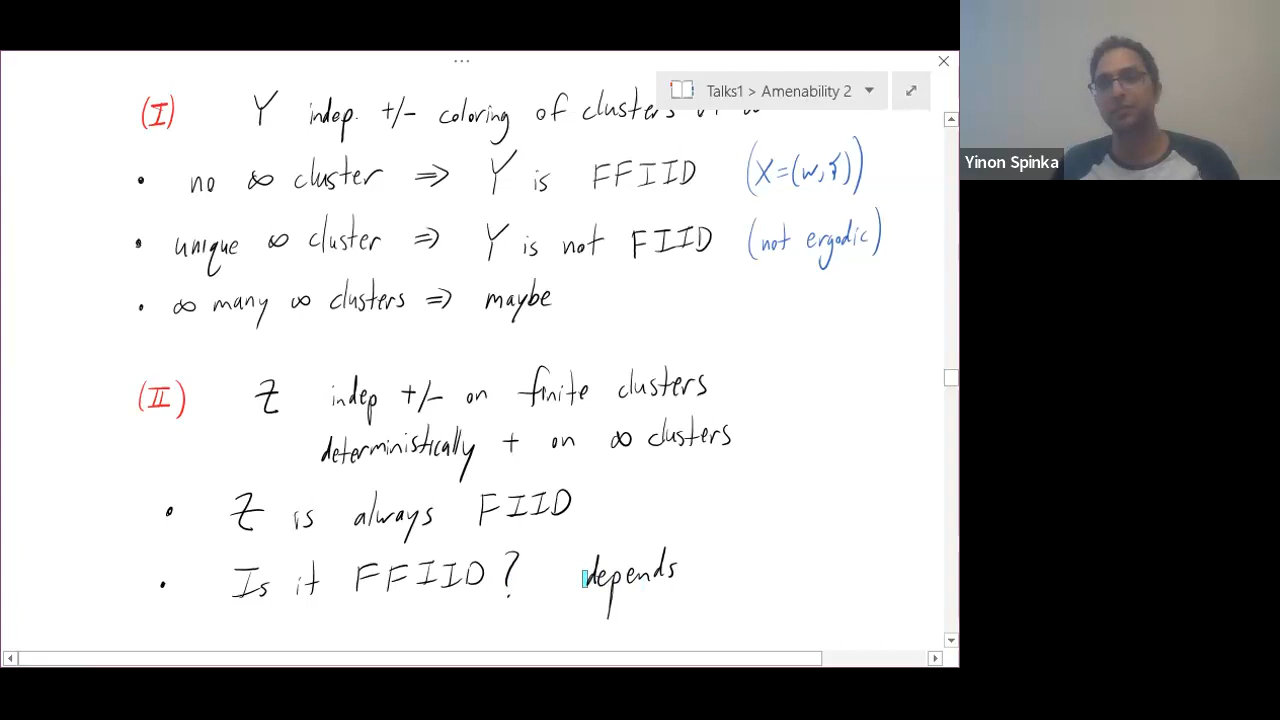 Talks1 > Amenability 2
(I) Y indep. +/- coloring of clusters
• no ∞ cluster ⇒ Y is FFIID (X=(ω,ξ))
• unique ∞ cluster ⇒ Y is not FIID (not ergodic)
• ∞ many ∞ clusters ⇒ maybe
(II) Z indep +/- on finite clusters
deterministically + on ∞ clusters
• Z is always FIID
• Is it FFIID? depends
Yinon Spinka